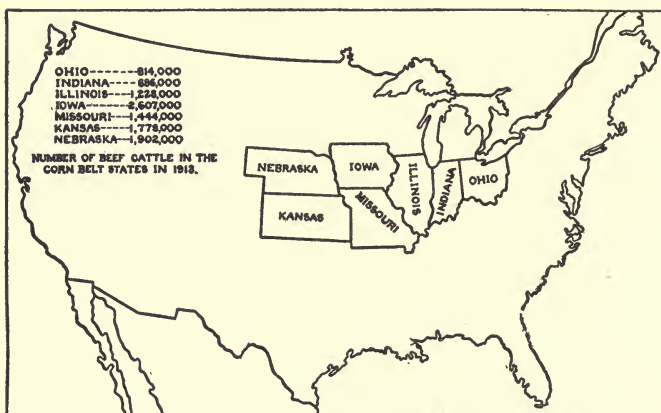 OHIO------814,000
INDIANA----686,000
ILLINOIS----1,228,000
IOWA-----2,607,000
MISSOURI---1,444,000
KANSAS----1,778,000
NEBRASKA---1,902,000
NUMBER OF BEEF CATTLE IN THE
CORN BELT STATES IN 1913.
NEBRASKA
IOWA
ILLINOIS
INDIANA
OHIO
KANSAS
MISSOURI